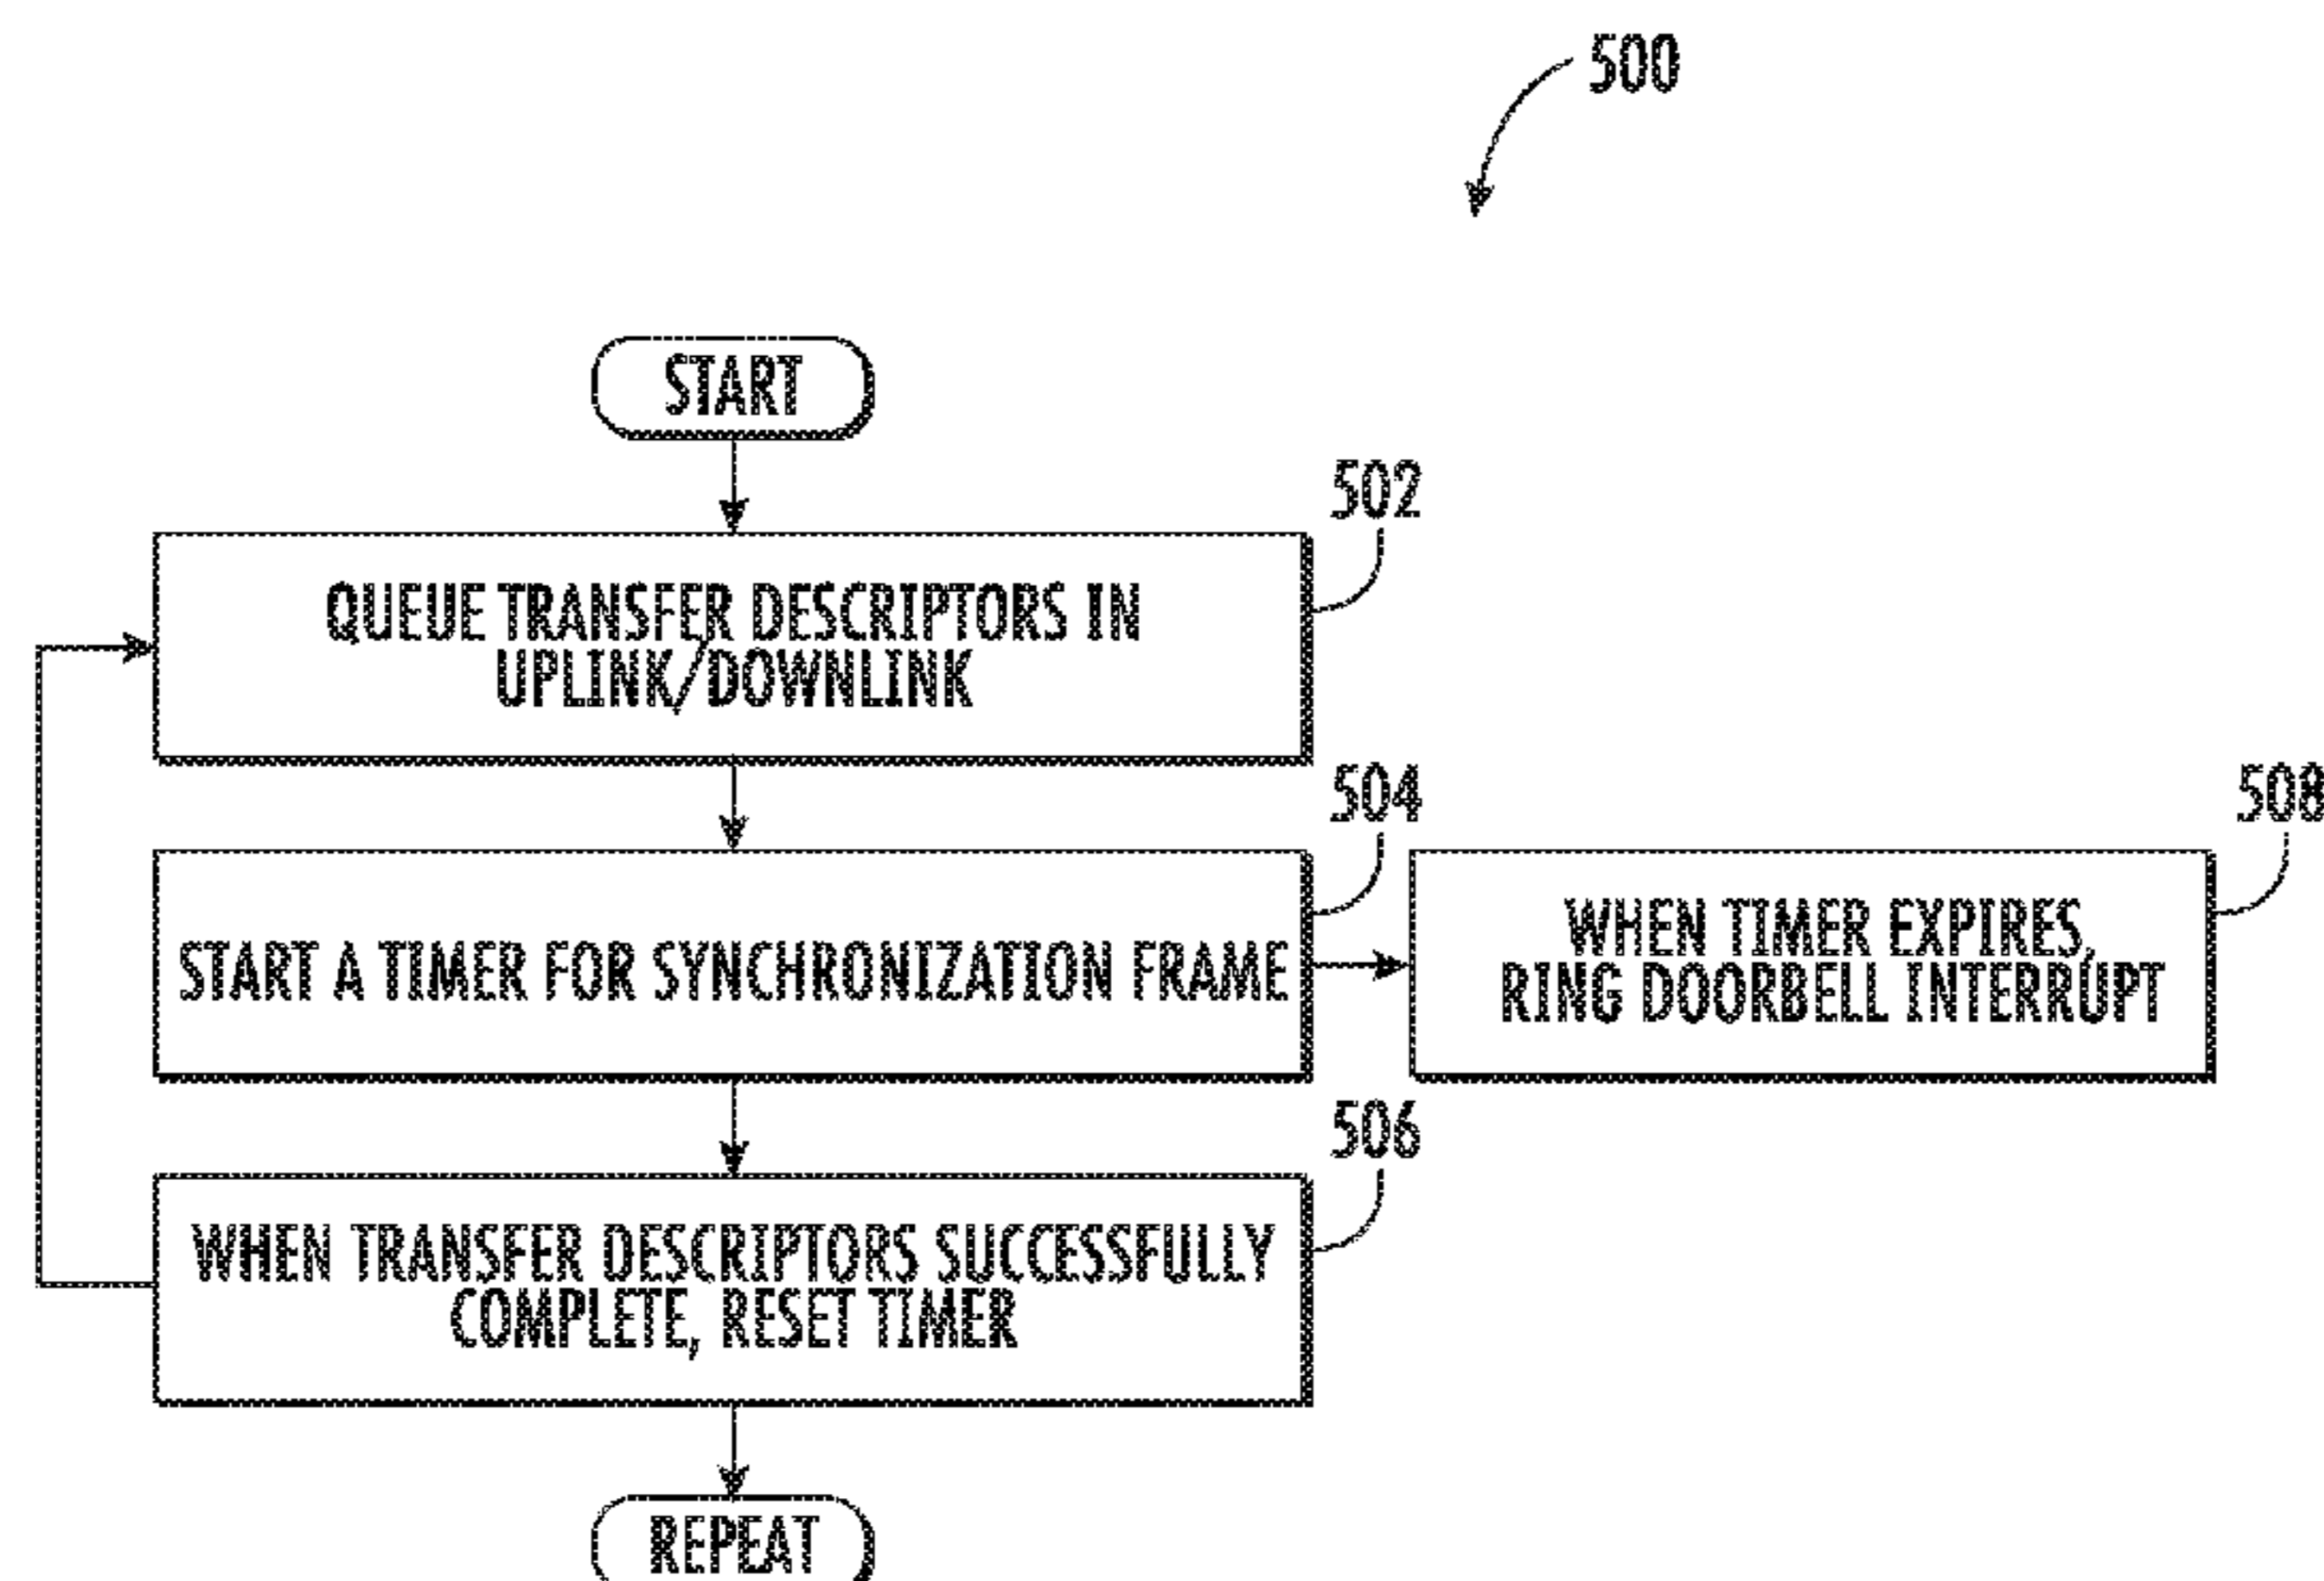 500
START
502
QUEUE TRANSFER DESCRIPTORS IN
UPLINK/DOWNLINK
504
START A TIMER FOR SYNCHRONIZATION FRAME
508
WHEN TIMER EXPIRES,
RING DOORBELL INTERRUPT
506
WHEN TRANSFER DESCRIPTORS SUCCESSFULLY
COMPLETE, RESET TIMER
REPEAT